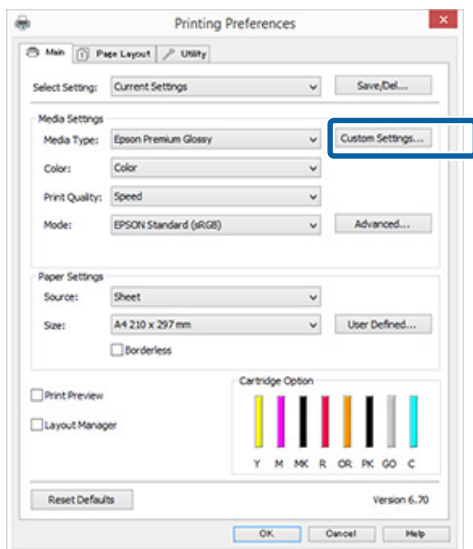 Printing Preferences
Main Page Layout Utility
Select Setting: Current Settings Save/Del...
Media Settings
Media Type: Epson Premium Glossy Custom Settings...
Color: Color
Print Quality: Speed
Mode: EPSON Standard (sRGB) Advanced...
Paper Settings
Source: Sheet
Size: A4 210 x 297 mm User Defined...
Borderless
Print Preview
Layout Manager
Cartridge Option
Y M MK R OR PK GO C
Reset Defaults Version 6.70
OK Cancel Help